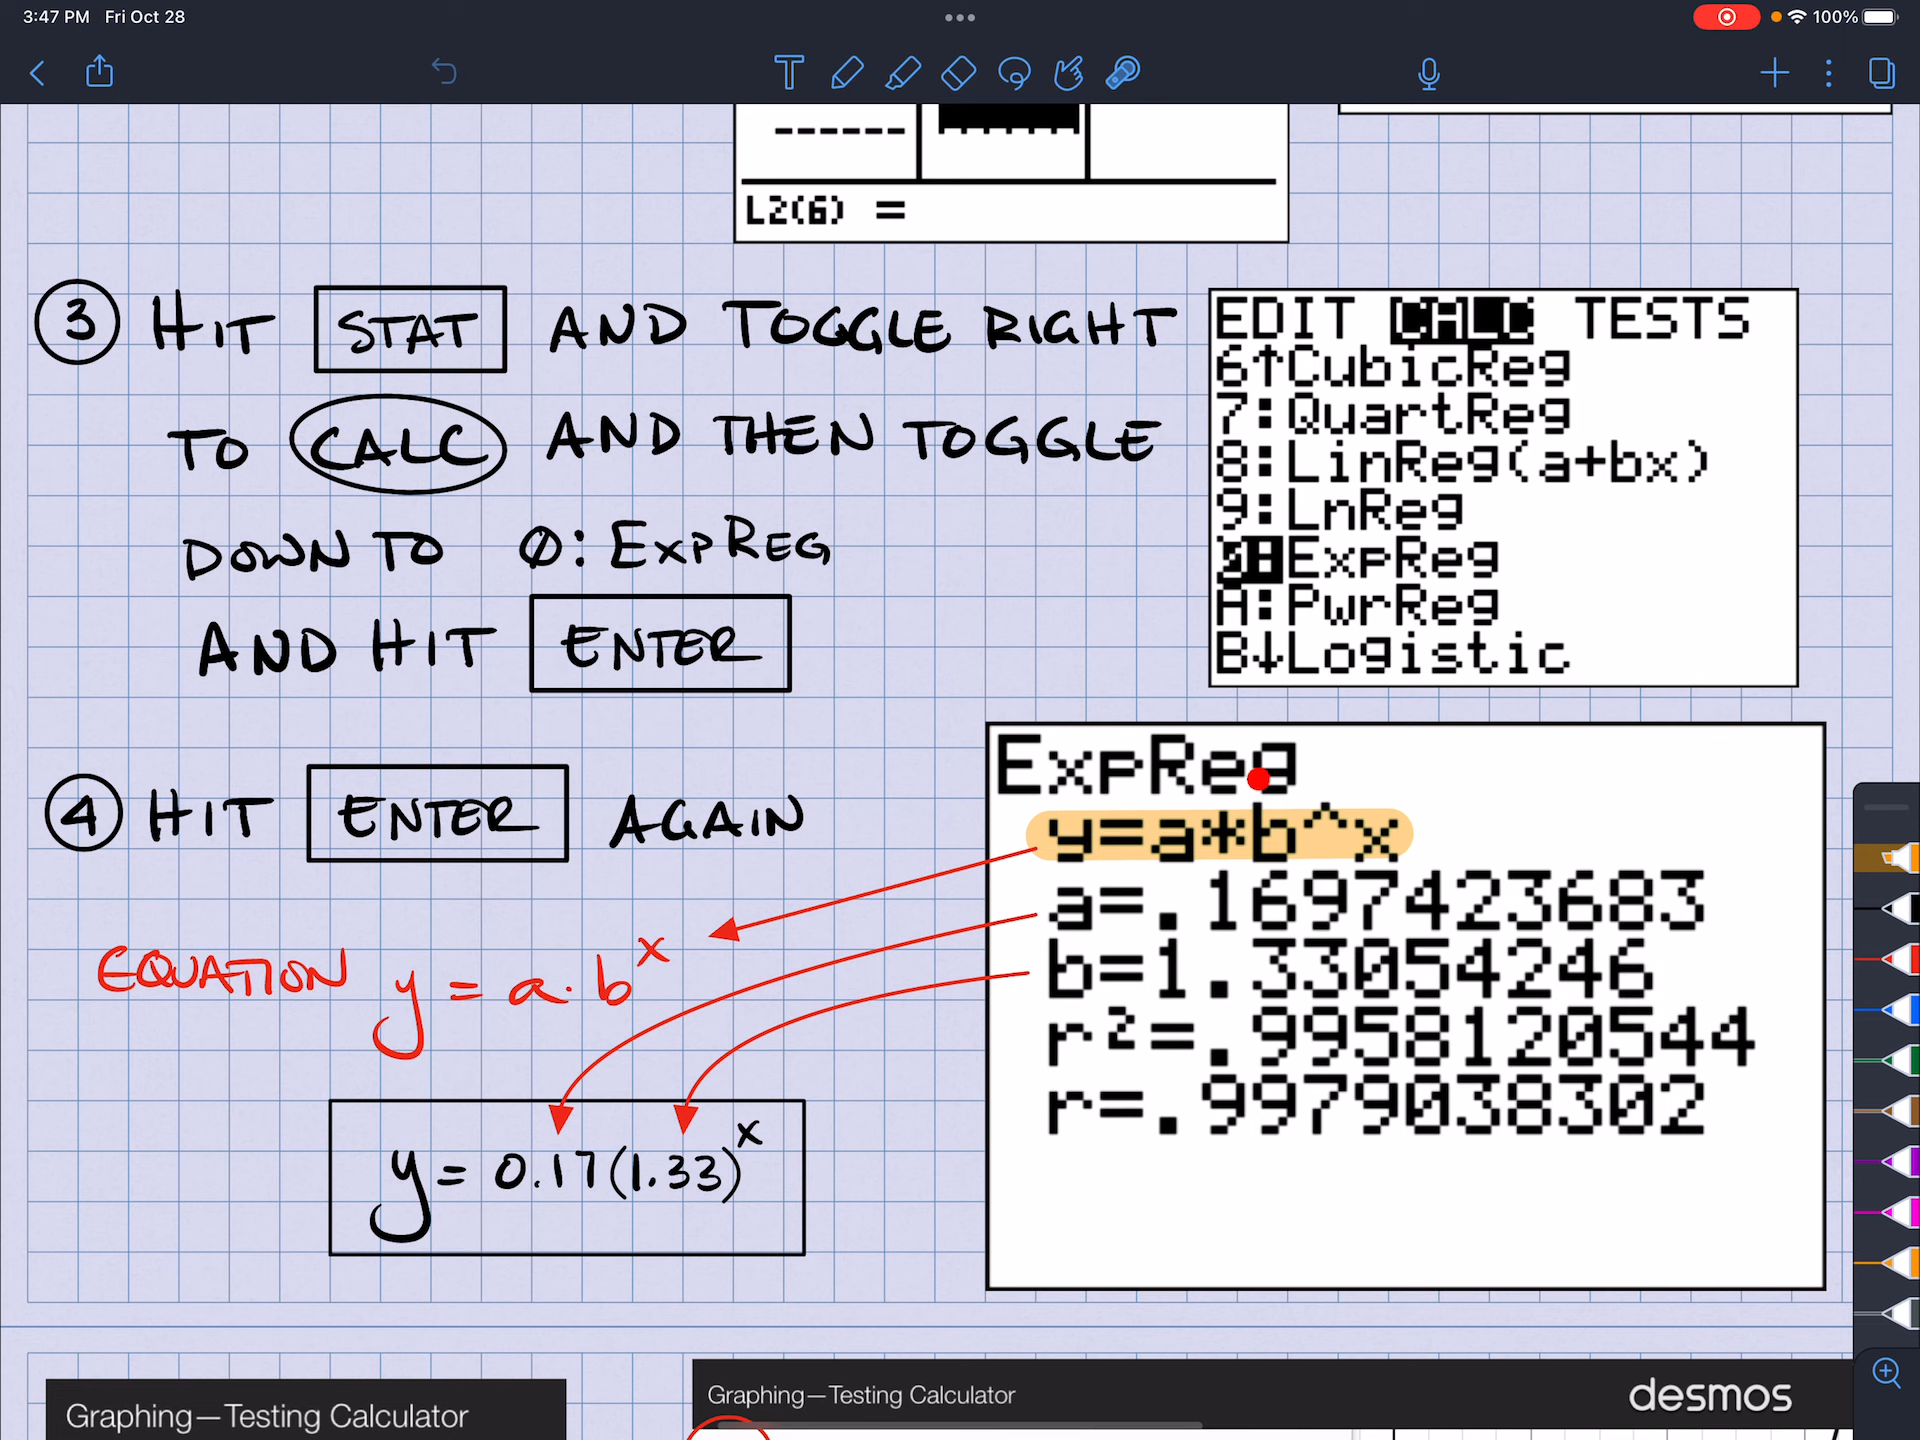 3:47 PM Fri Oct 28
100%
L2(6) =
3 HIT STAT AND TOGGLE RIGHT
TO CALC AND THEN TOGGLE
DOWN TO 0: EXPREG
AND HIT ENTER
EDIT CALC TESTS
6↑CubicReg
7:QuartReg
8:LinReg(a+bx)
9:LnReg
0:ExpReg
A:PwrReg
B↓Logistic
4 HIT ENTER AGAIN
EQUATION y = a·b^x
y = 0.17(1.33)^x
ExpReg
y=a*b^x
a=.1697423683
b=1.33054246
r²=.9958120544
r=.9979038302
Graphing—Testing Calculator
Graphing—Testing Calculator
desmos